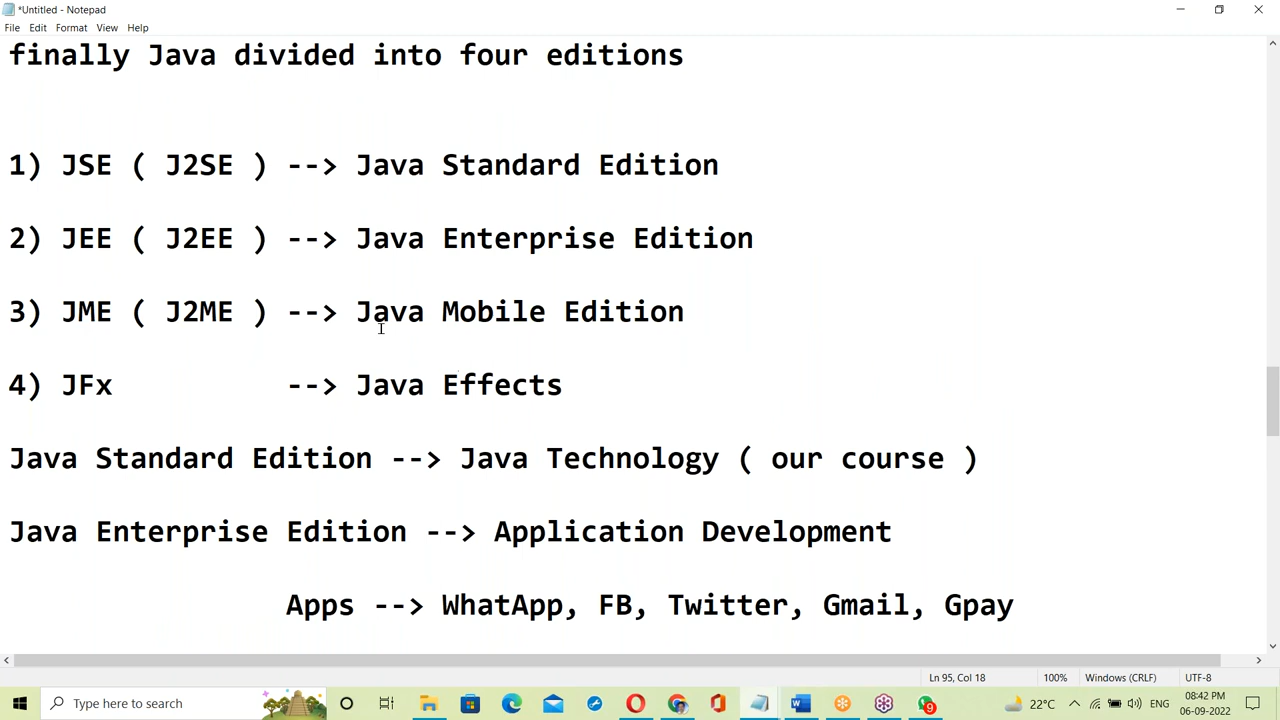 *Untitled - Notepad
File Edit Format View Help
finally Java divided into four editions
1) JSE ( J2SE ) --> Java Standard Edition
2) JEE ( J2EE ) --> Java Enterprise Edition
3) JME ( J2ME ) --> Java Mobile Edition
4) JFx --> Java Effects
Java Standard Edition --> Java Technology ( our course )
Java Enterprise Edition --> Application Development
Apps --> WhatApp, FB, Twitter, Gmail, Gpay
Ln 95, Col 18 100% Windows (CRLF) UTF-8
Type here to search 9 22°C ENG 08:42 PM
06-09-2022